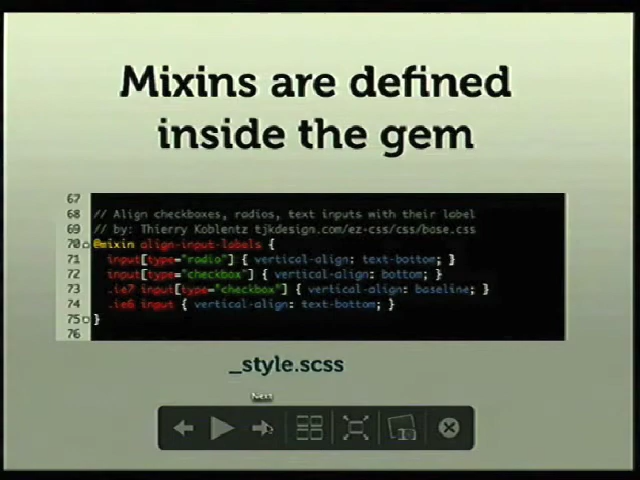 Mixins are defined
inside the gem
67
68 // Align checkboxes, radios, text inputs with their label
69 // by: Thierry Koblentz tjkdesign.com/ez-css/css/base.css
70 @mixin align-input-labels {
71 input[type="radio"] { vertical-align: text-bottom; }
72 input[type="checkbox"] { vertical-align: bottom; }
73 .ie7 input[type="checkbox"] { vertical-align: baseline; }
74 .ie6 input { vertical-align: text-bottom; }
75 }
76
_style.scss
Next